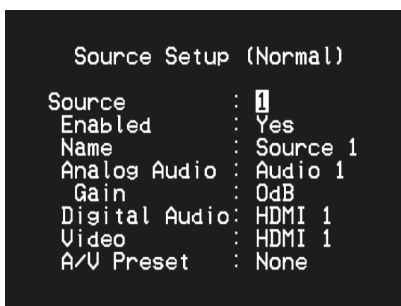 Source Setup (Normal)
Source : 1
Enabled : Yes
Name : Source 1
Analog Audio : Audio 1
Gain : 0dB
Digital Audio: HDMI 1
Video : HDMI 1
A/V Preset : None